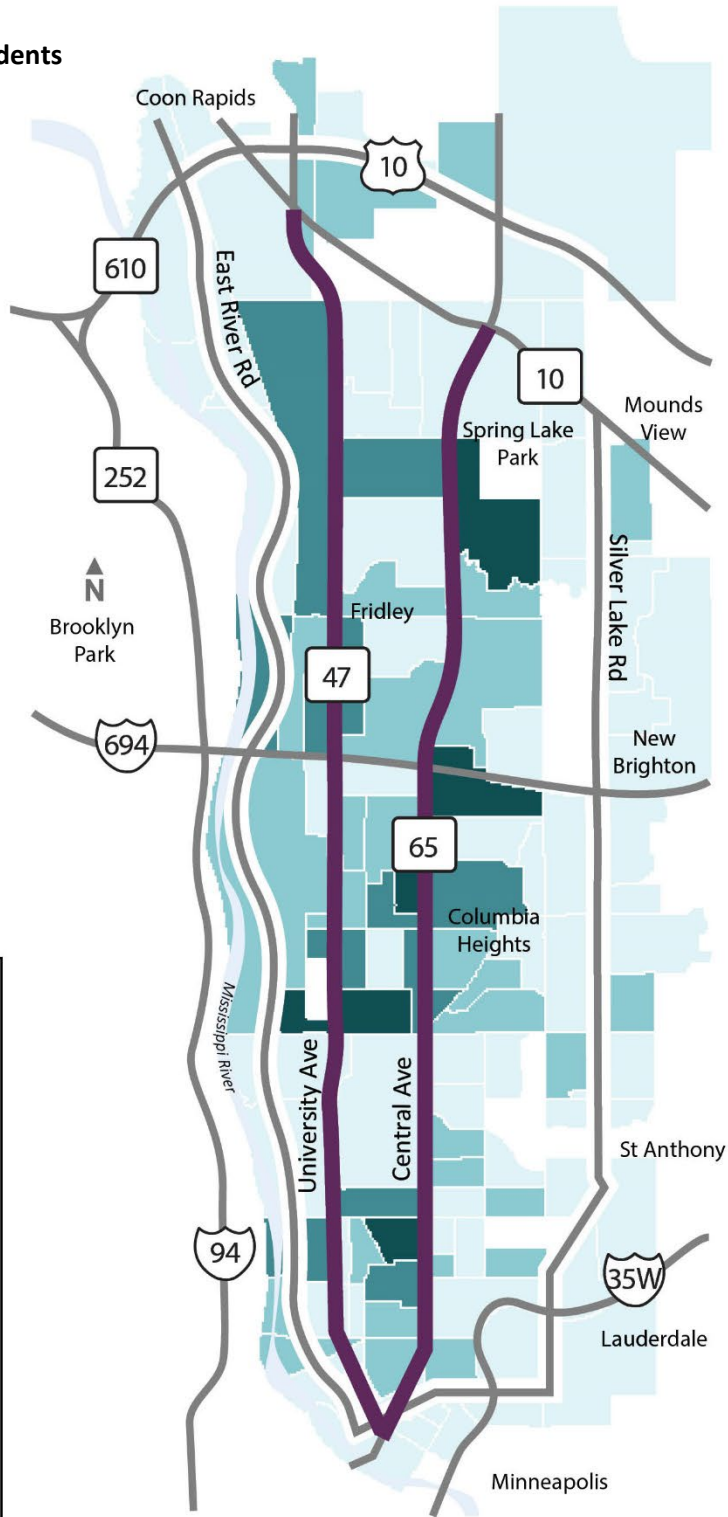 dents
Coon Rapids
10
610
East River Rd
10
Mounds
View
Spring Lake
Park
252
Silver Lake Rd
N
Brooklyn
Park
Fridley
47
694
New
Brighton
65
Columbia
Heights
Mississippi River
University Ave
Central Ave
St Anthony
94
35W
Lauderdale
Minneapolis